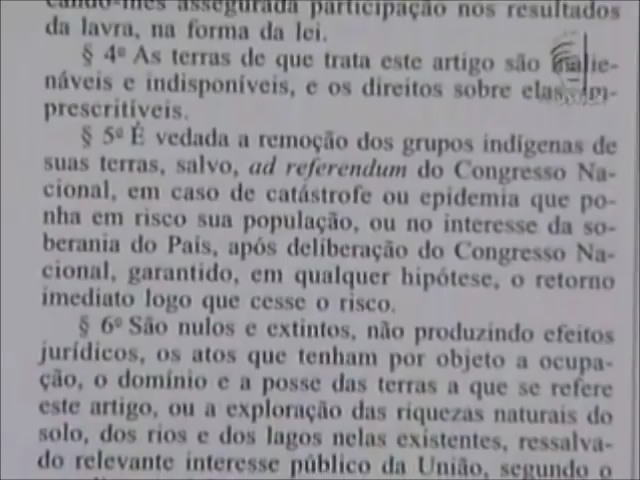 cando-lhes assegurada participação nos resultados
da lavra, na forma da lei.
§ 4º As terras de que trata este artigo são inalie-
náveis e indisponíveis, e os direitos sobre elas, im-
prescritíveis.
§ 5º É vedada a remoção dos grupos indígenas de
suas terras, salvo, ad referendum do Congresso Na-
cional, em caso de catástrofe ou epidemia que po-
nha em risco sua população, ou no interesse da so-
berania do País, após deliberação do Congresso Na-
cional, garantido, em qualquer hipótese, o retorno
imediato logo que cesse o risco.
§ 6º São nulos e extintos, não produzindo efeitos
jurídicos, os atos que tenham por objeto a ocupa-
ção, o domínio e a posse das terras a que se refere
este artigo, ou a exploração das riquezas naturais do
solo, dos rios e dos lagos nelas existentes, ressalva-
do relevante interesse público da União, segundo o